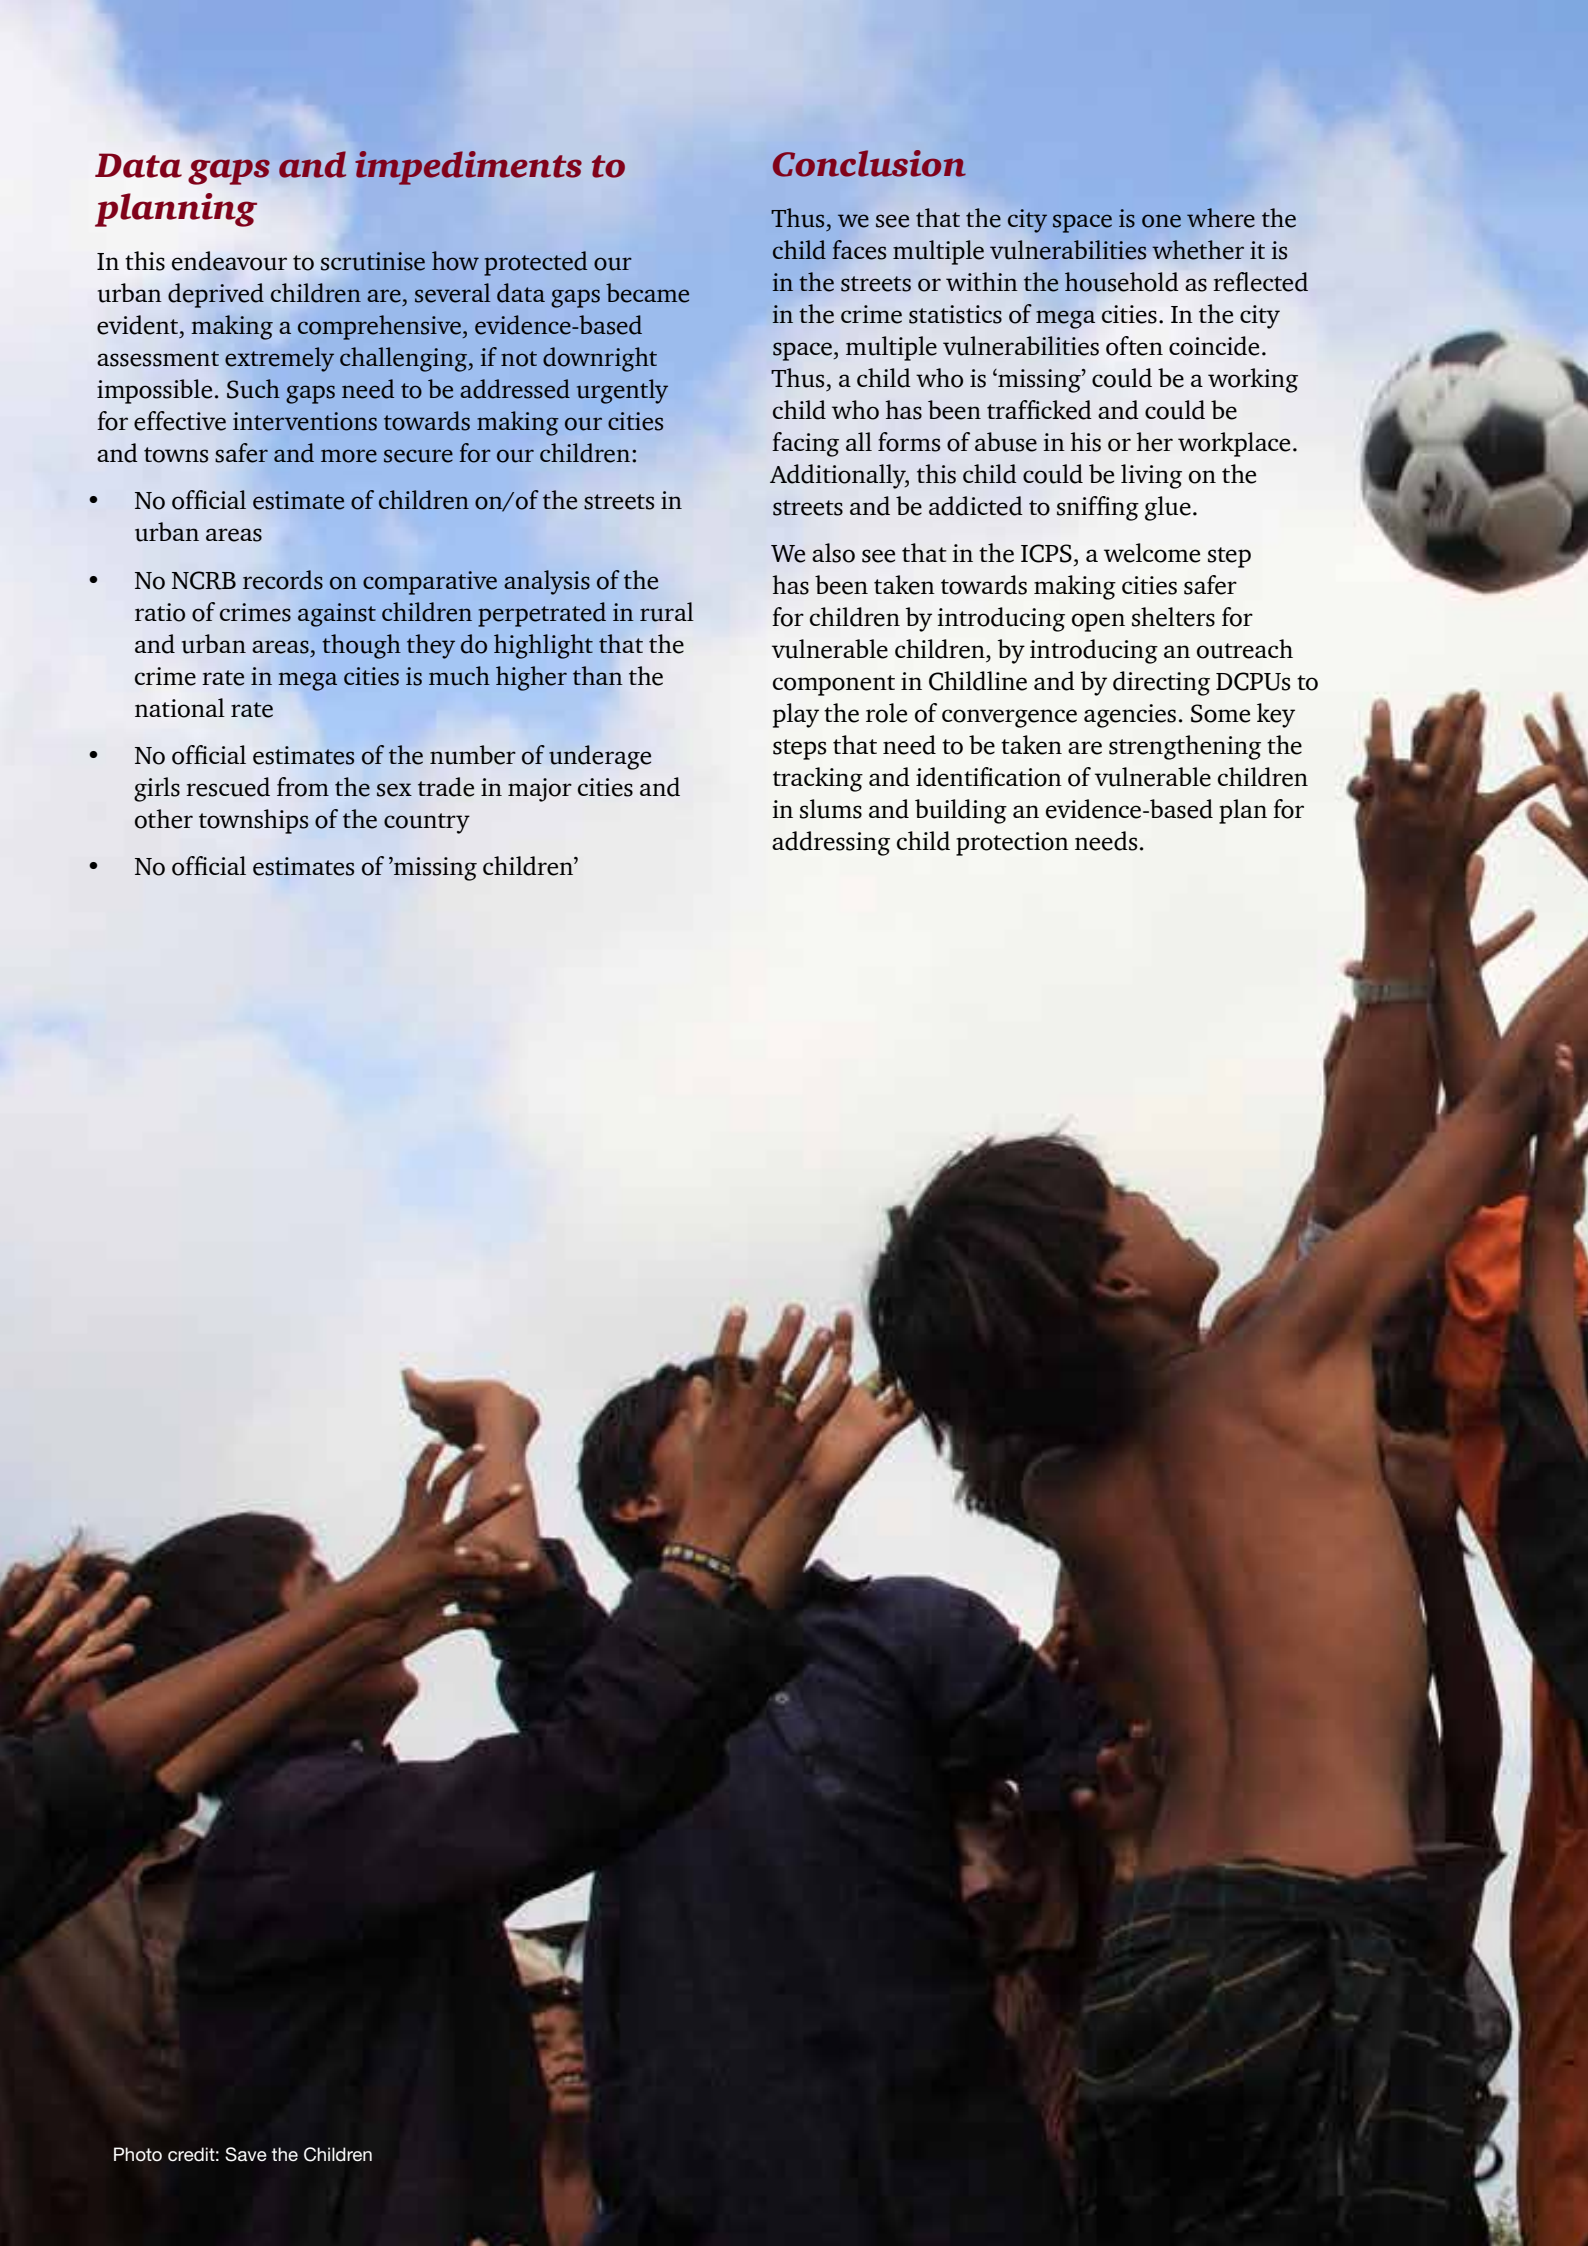 Data gaps and impediments to
planning
In this endeavour to scrutinise how protected our
urban deprived children are, several data gaps became
evident, making a comprehensive, evidence-based
assessment extremely challenging, if not downright
impossible. Such gaps need to be addressed urgently
for effective interventions towards making our cities
and towns safer and more secure for our children:
• No official estimate of children on/of the streets in
urban areas
• No NCRB records on comparative analysis of the
ratio of crimes against children perpetrated in rural
and urban areas, though they do highlight that the
crime rate in mega cities is much higher than the
national rate
• No official estimates of the number of underage
girls rescued from the sex trade in major cities and
other townships of the country
• No official estimates of ’missing children’
Conclusion
Thus, we see that the city space is one where the
child faces multiple vulnerabilities whether it is
in the streets or within the household as reflected
in the crime statistics of mega cities. In the city
space, multiple vulnerabilities often coincide.
Thus, a child who is ‘missing’ could be a working
child who has been trafficked and could be
facing all forms of abuse in his or her workplace.
Additionally, this child could be living on the
streets and be addicted to sniffing glue.
We also see that in the ICPS, a welcome step
has been taken towards making cities safer
for children by introducing open shelters for
vulnerable children, by introducing an outreach
component in Childline and by directing DCPUs to
play the role of convergence agencies. Some key
steps that need to be taken are strengthening the
tracking and identification of vulnerable children
in slums and building an evidence-based plan for
addressing child protection needs.
Photo credit: Save the Children